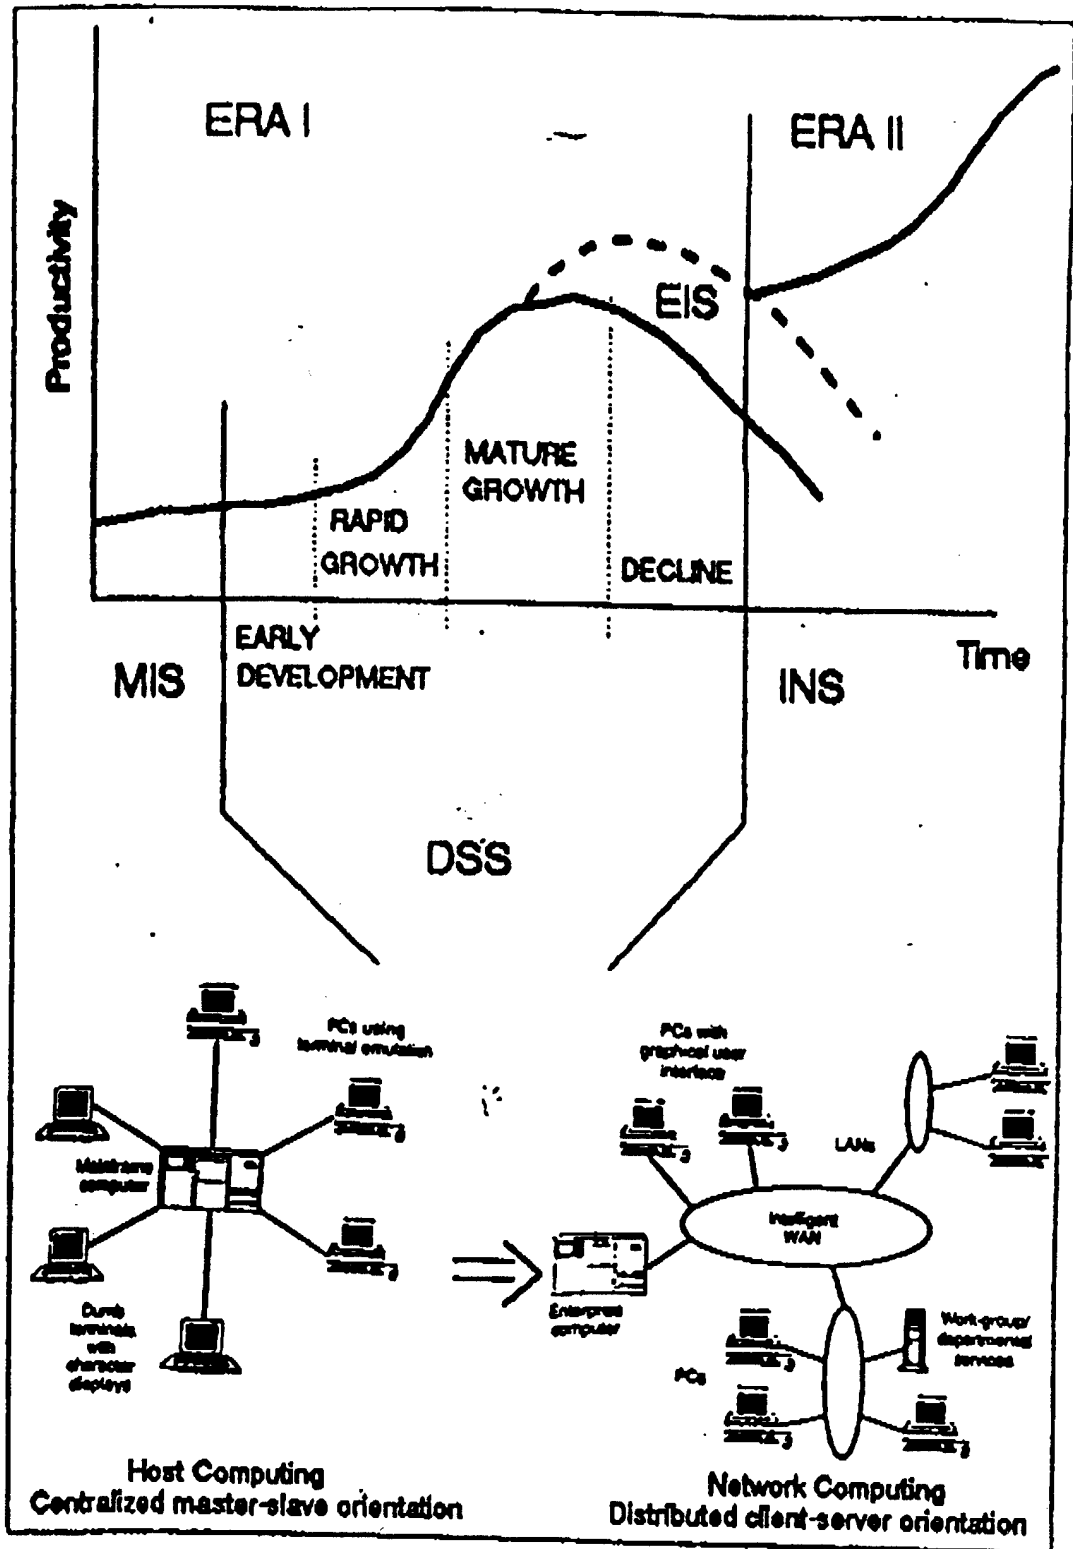 ERA I
ERA II
Productivity
EIS
MATURE
GROWTH
RAPID
GROWTH
DECLINE
EARLY
DEVELOPMENT
Time
MIS
INS
DSS
PCs using
terminal emulation
Mainframe
computer
Dumb
terminals
with
character
displays
PCs with
graphical user
interface
LANs
Intelligent
WAN
Enterprise
computer
PCs
Work-group/
departmental
services
Host Computing
Centralized master-slave orientation
Network Computing
Distributed client-server orientation